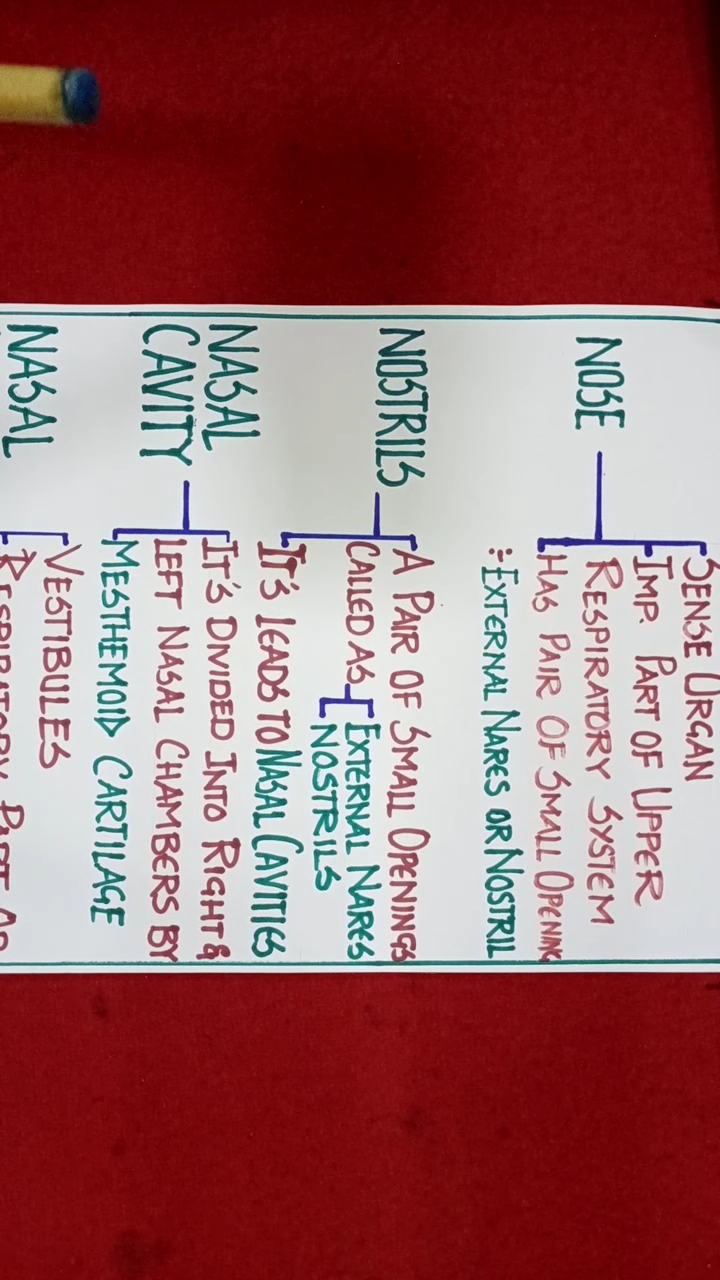 NOSE
SENSE ORGAN
IMP. PART OF UPPER
RESPIRATORY SYSTEM
HAS PAIR OF SMALL OPENING
:- EXTERNAL NARES OR NOSTRIL
NOSTRILS
A PAIR OF SMALL OPENINGS
CALLED AS EXTERNAL NARES
NOSTRILS
IT'S LEADS TO NASAL CAVITIES
NASAL
CAVITY
IT'S DIVIDED INTO RIGHT &
LEFT NASAL CHAMBERS BY
MESTHEMOID CARTILAGE
NASAL
VESTIBULES
RESPIRATORY PART